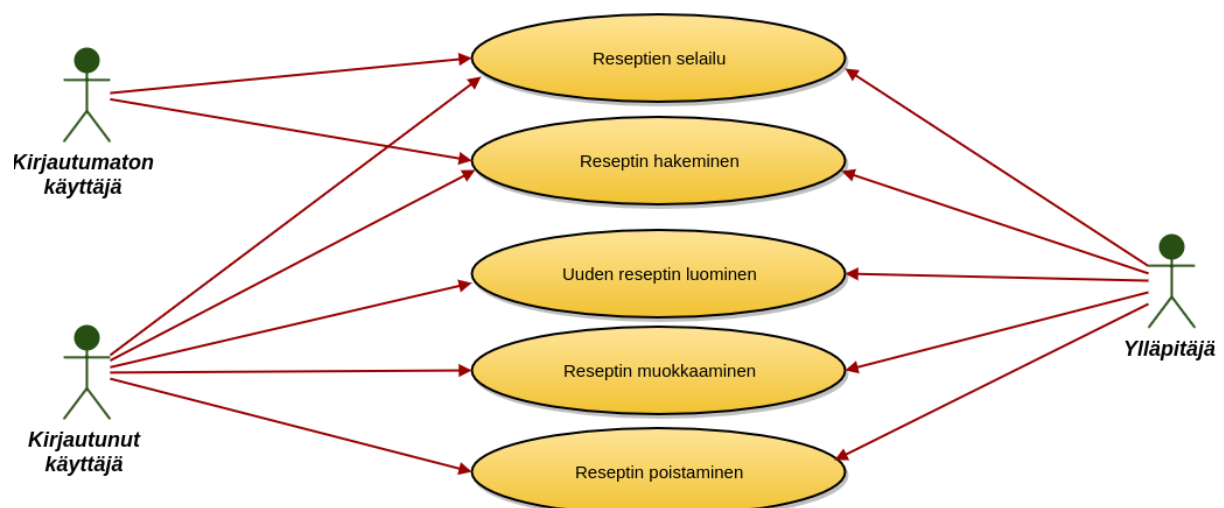 Reseptien selailu
Kirjautumaton
käyttäjä
Reseptin hakeminen
Uuden reseptin luominen
Ylläpitäjä
Reseptin muokkaaminen
Kirjautunut
käyttäjä
Reseptin poistaminen